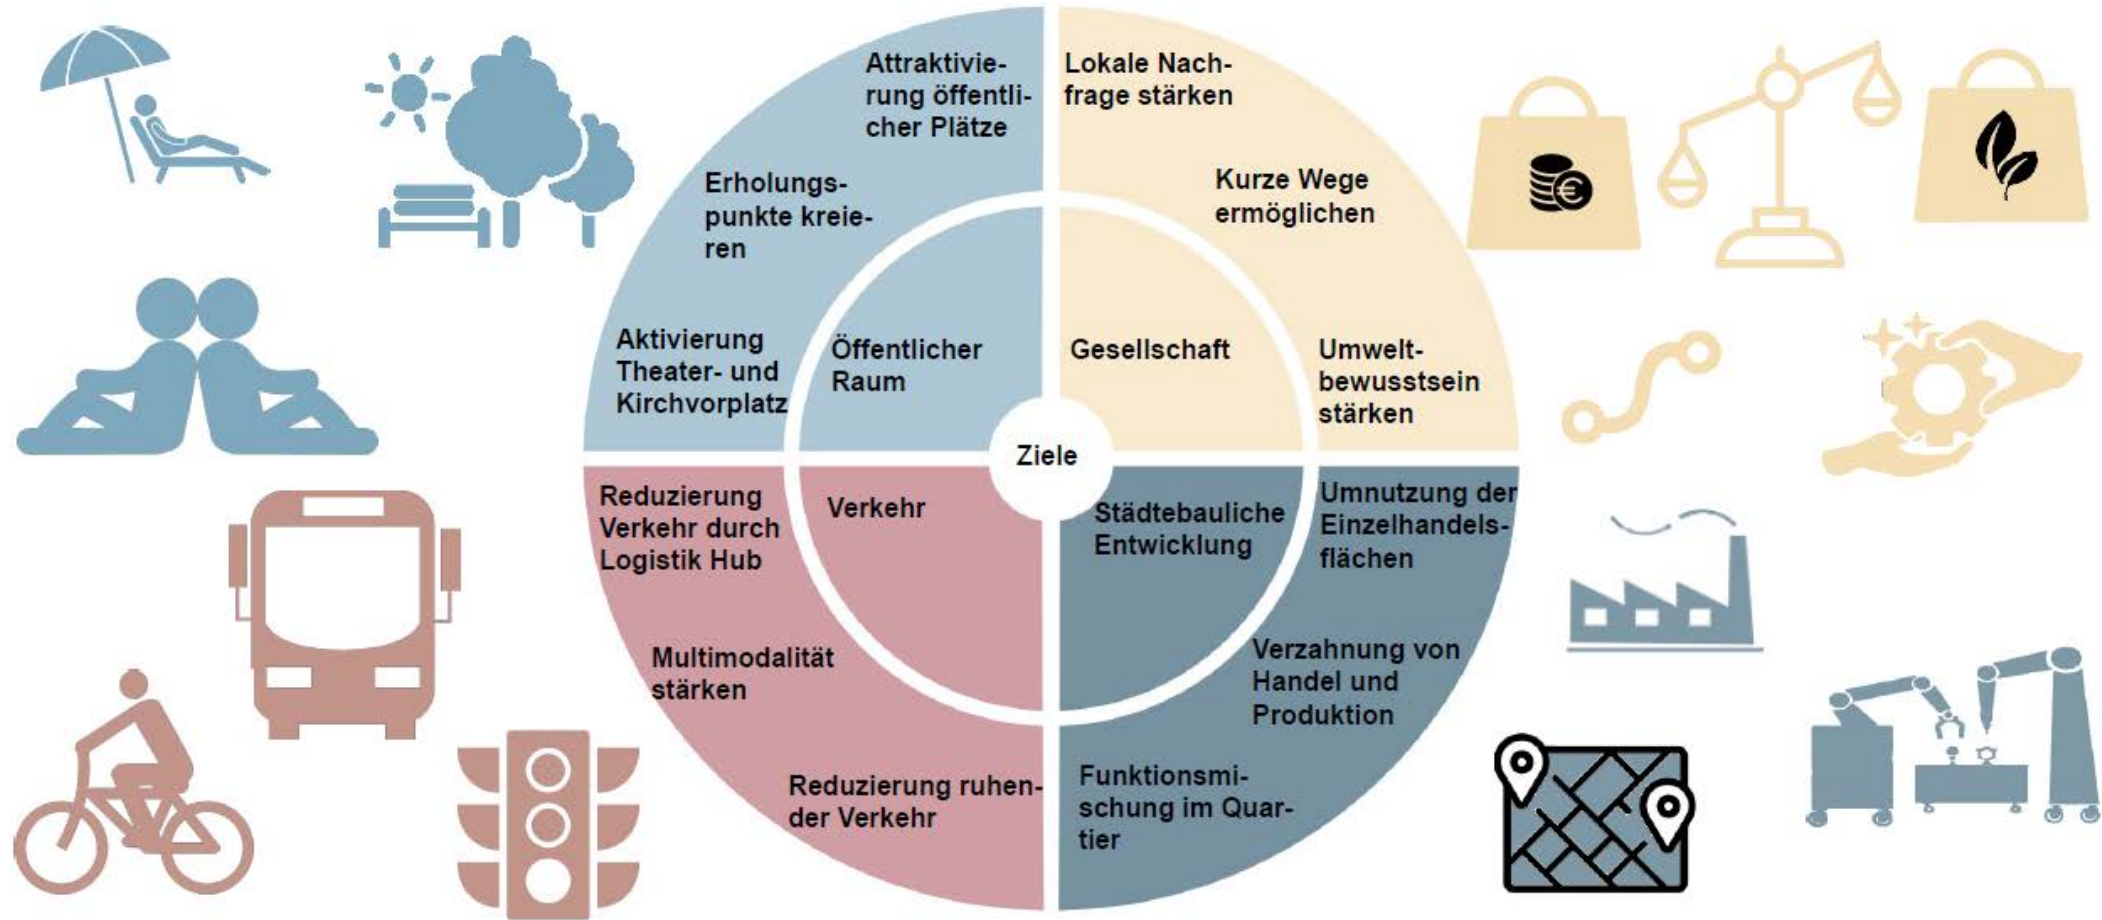 Attraktivie-
rung öffentli-
cher Plätze
Erholungs-
punkte kreie-
ren
Aktivierung
Theater- und
Kirchvorplatz
Öffentlicher
Raum
Lokale Nach-
frage stärken
Kurze Wege
ermöglichen
Umwelt-
bewusstsein
stärken
Gesellschaft
Ziele
Reduzierung
Verkehr durch
Logistik Hub
Multimodalität
stärken
Reduzierung ruhen-
der Verkehr
Verkehr
Städtebauliche
Entwicklung
Umnutzung der
Einzelhandels-
flächen
Verzahnung von
Handel und
Produktion
Funktionsmi-
schung im Quar-
tier
€